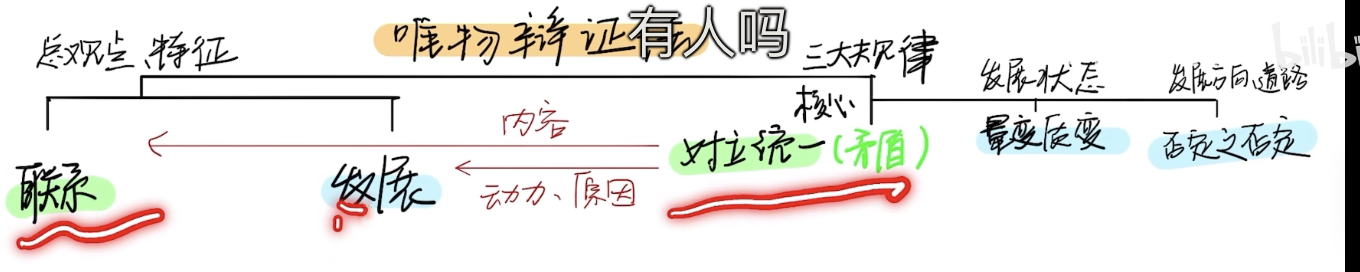 唯物辩证
有人吗
总观点、特征
三大规律
bilibili
发展状态
发展方向、道路
核心
内容
量变质变
对立统一(矛盾)
否定之否定
联系
发展
动力、原因